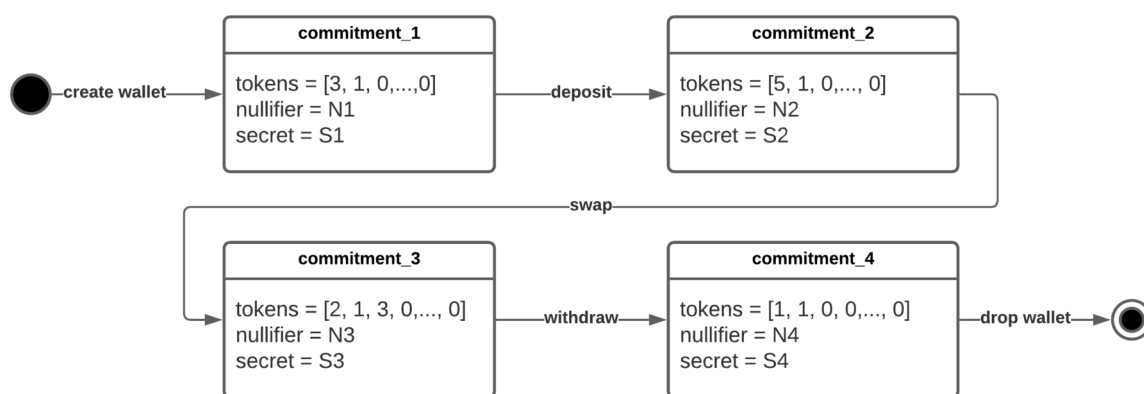 commitment_1
commitment_2
create wallet
tokens = [3, 1, 0,...,0]
nullifier = N1
secret = S1
deposit
tokens = [5, 1, 0,..., 0]
nullifier = N2
secret = S2
swap
commitment_3
commitment_4
tokens = [2, 1, 3, 0,..., 0]
nullifier = N3
secret = S3
withdraw
tokens = [1, 1, 0, 0,..., 0]
nullifier = N4
secret = S4
drop wallet